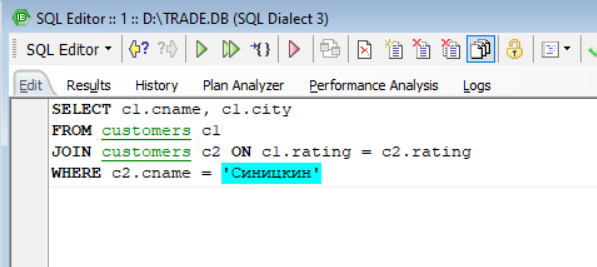 SQL Editor :: 1 :: D:\TRADE.DB (SQL Dialect 3)
SQL Editor
Edit Results History Plan Analyzer Performance Analysis Logs
SELECT c1.cname, c1.city
FROM customers c1
JOIN customers c2 ON c1.rating = c2.rating
WHERE c2.cname = 'Синицкин'